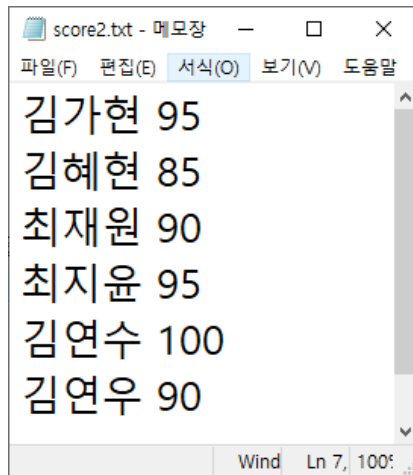 score2.txt - 메모장
파일(F) 편집(E) 서식(O) 보기(V) 도움말
김가현 95
김혜현 85
최재원 90
최지윤 95
김연수 100
김연우 90
Wind Ln 7, 100%